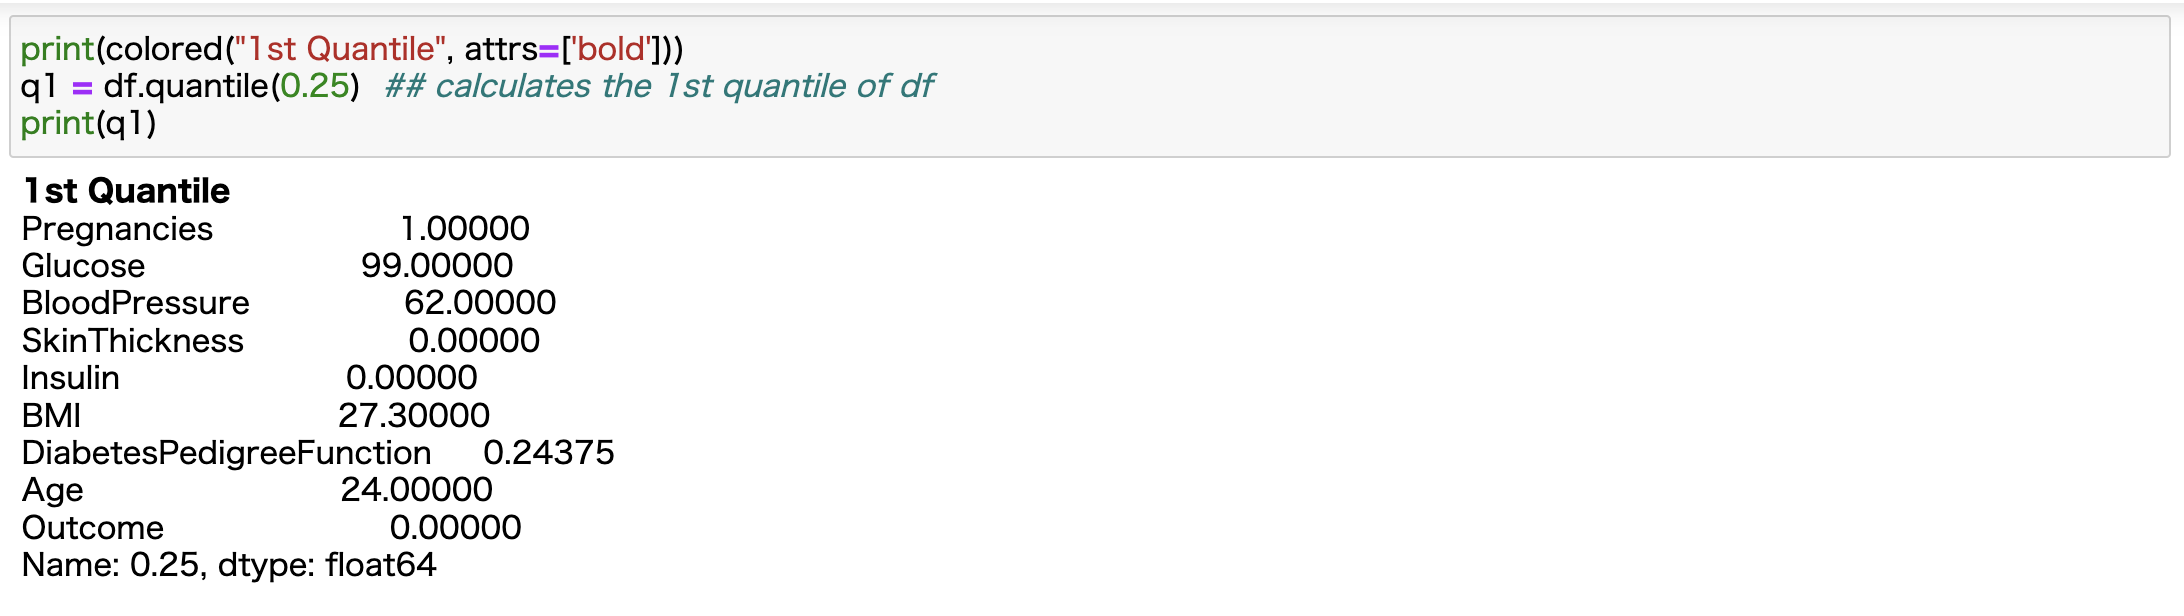 print(colored("1st Quantile", attrs=['bold']))
q1 = df.quantile(0.25)  ## calculates the 1st quantile of df
print(q1)
1st Quantile
Pregnancies 1.00000
Glucose 99.00000
BloodPressure 62.00000
SkinThickness 0.00000
Insulin 0.00000
BMI 27.30000
DiabetesPedigreeFunction 0.24375
Age 24.00000
Outcome 0.00000
Name: 0.25, dtype: float64